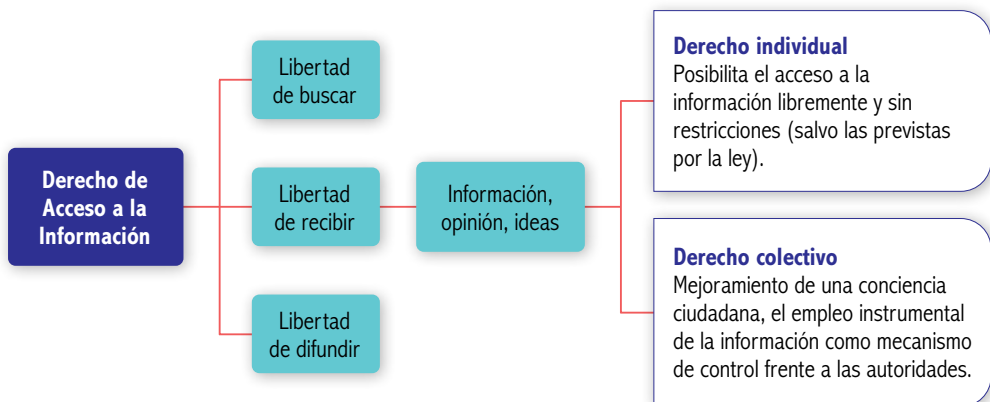 Derecho de
Acceso a la
Información
Libertad
de buscar
Libertad
de recibir
Libertad
de difundir
Información,
opinión, ideas
Derecho individual
Posibilita el acceso a la
información libremente y sin
restricciones (salvo las previstas
por la ley).
Derecho colectivo
Mejoramiento de una conciencia
ciudadana, el empleo instrumental
de la información como mecanismo
de control frente a las autoridades.